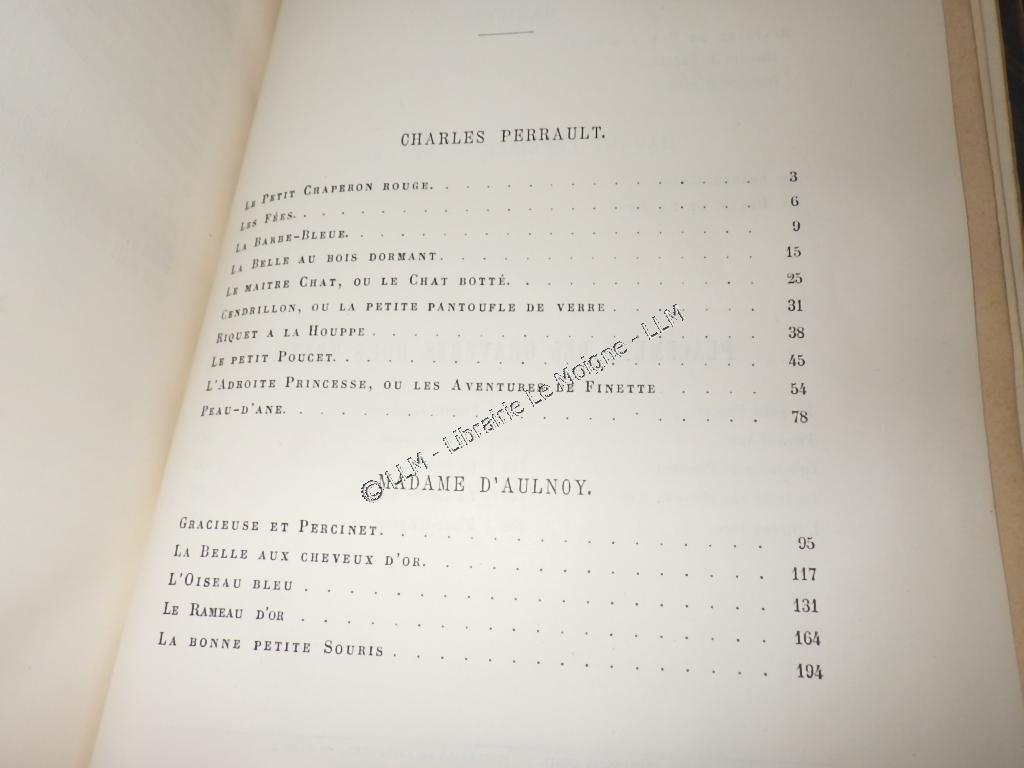 CHARLES PERRAULT.
LE PETIT CHAPERON ROUGE. . . . . . . . . . . . . . . . 3
LES FÉES. . . . . . . . . . . . . . . . . . . . . . 6
LA BARBE-BLEUE. . . . . . . . . . . . . . . . . . . . 9
LA BELLE AU BOIS DORMANT. . . . . . . . . . . . . . . . 15
LE MAITRE CHAT, OU LE CHAT BOTTÉ. . . . . . . . . . . . . 25
CENDRILLON, OU LA PETITE PANTOUFLE DE VERRE . . . . . . . 31
RIQUET A LA HOUPPE . . . . . . . . . . . . . . . . . . 38
LE PETIT POUCET. . . . . . . . . . . . . . . . . . . . 45
L'ADROITE PRINCESSE, OU LES AVENTURES DE FINETTE . . . . . 54
PEAU-D'ANE. . . . . . . . . . . . . . . . . . . . . . 78
MADAME D'AULNOY.
GRACIEUSE ET PERCINET. . . . . . . . . . . . . . . . . . 95
LA BELLE AUX CHEVEUX D'OR. . . . . . . . . . . . . . . . 117
L'OISEAU BLEU . . . . . . . . . . . . . . . . . . . . 131
LE RAMEAU D'OR . . . . . . . . . . . . . . . . . . . . 164
LA BONNE PETITE SOURIS . . . . . . . . . . . . . . . . . 194
©LLM - Librairie Le Moigne - LLM